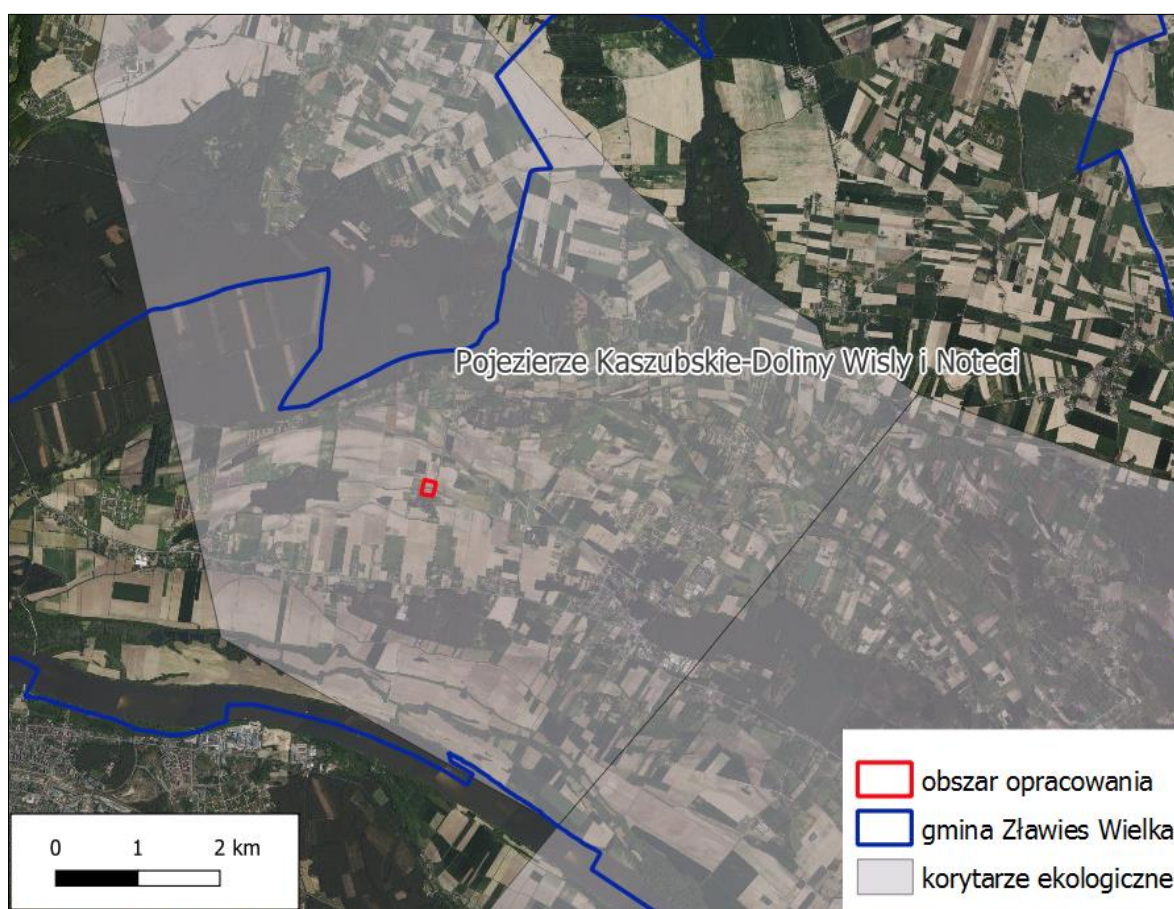 Pojezierze Kaszubskie-Doliny Wisly i Noteci
0 1 2 km
obszar opracowania
gmina Zławies Wielka
korytarze ekologiczne